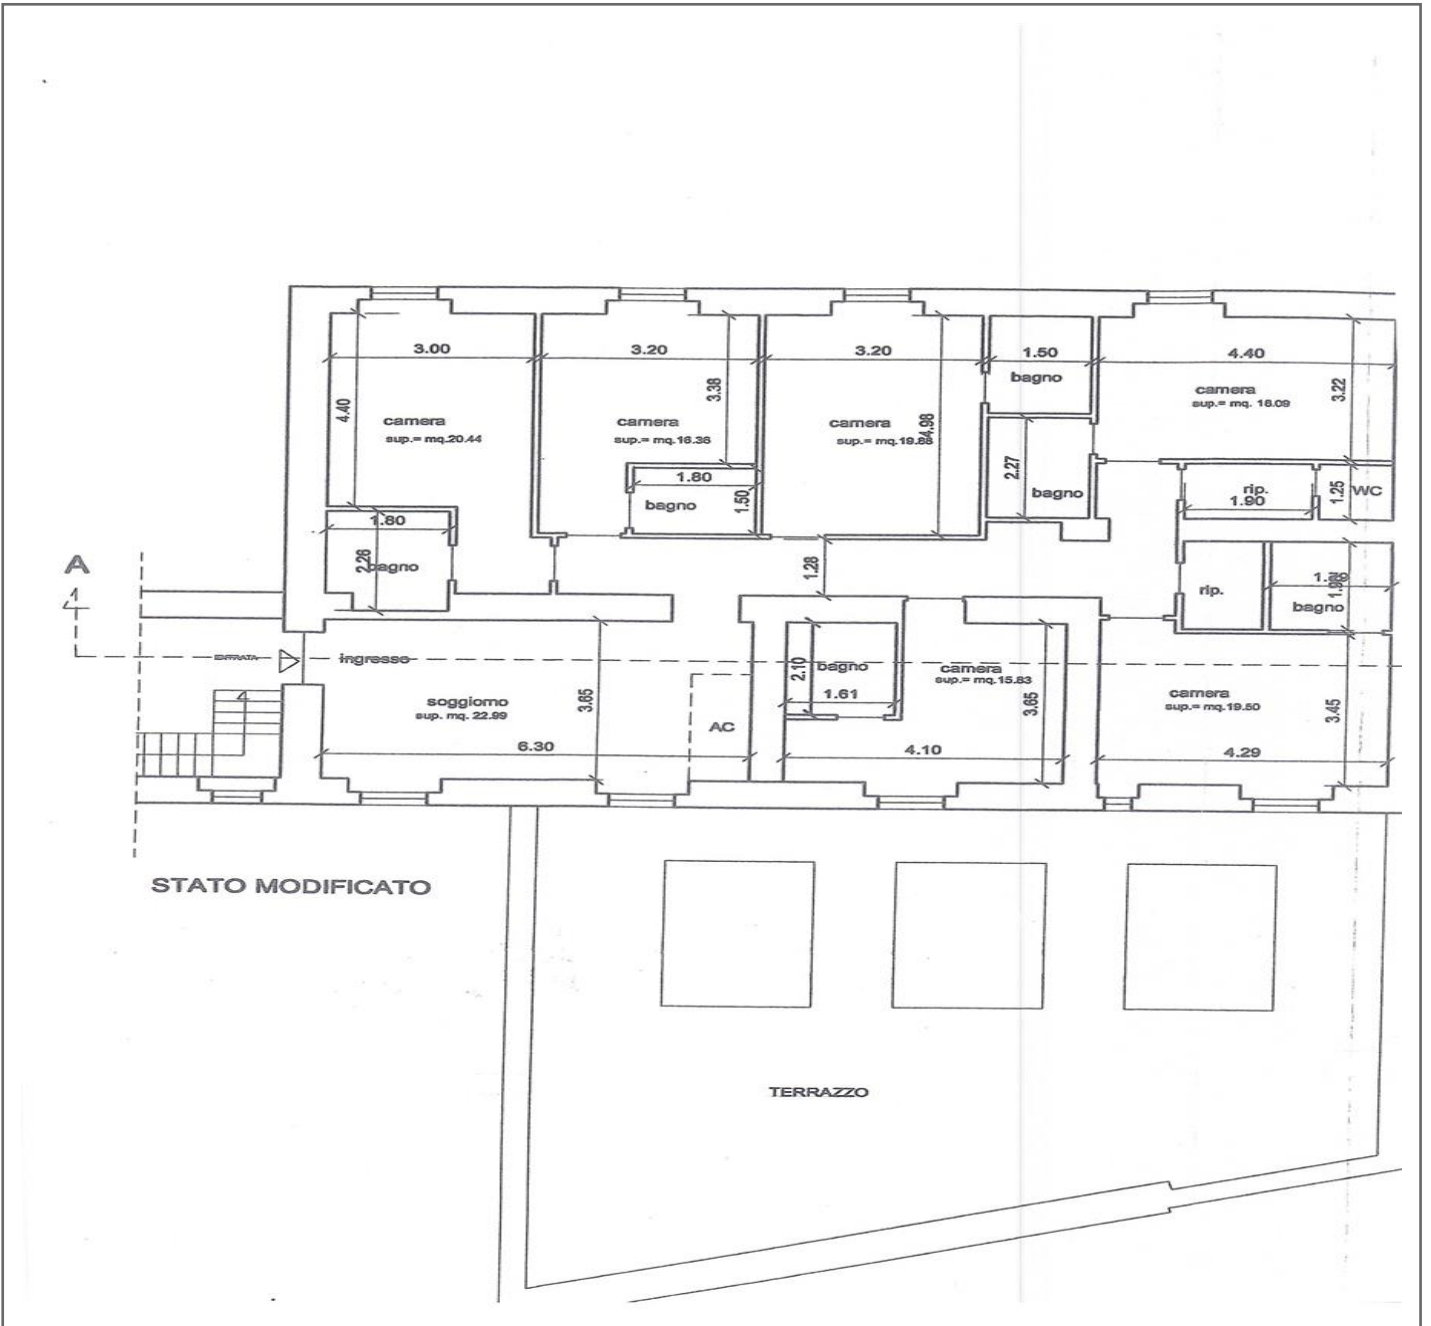 3.00
3.20
3.20
1.50
4.40
bagno
3.38
3.22
camera
sup.= mq. 16.09
4.40
camera
sup.= mq.20.44
camera
sup.= mq.16.36
camera
4.98
2.27
bagno
1.80
bagno
1.50
rip.
1.90
1.25
WC
1.80
2.26
bagno
1.28
A
rip.
bagno
ingresso
soggiorno
sup. mq. 22.99
3.65
6.30
AC
2.10
bagno
1.61
camera
sup.= mq.15.83
3.65
4.10
camera
sup.= mq.19.50
3.45
4.29
STATO MODIFICATO
TERRAZZO